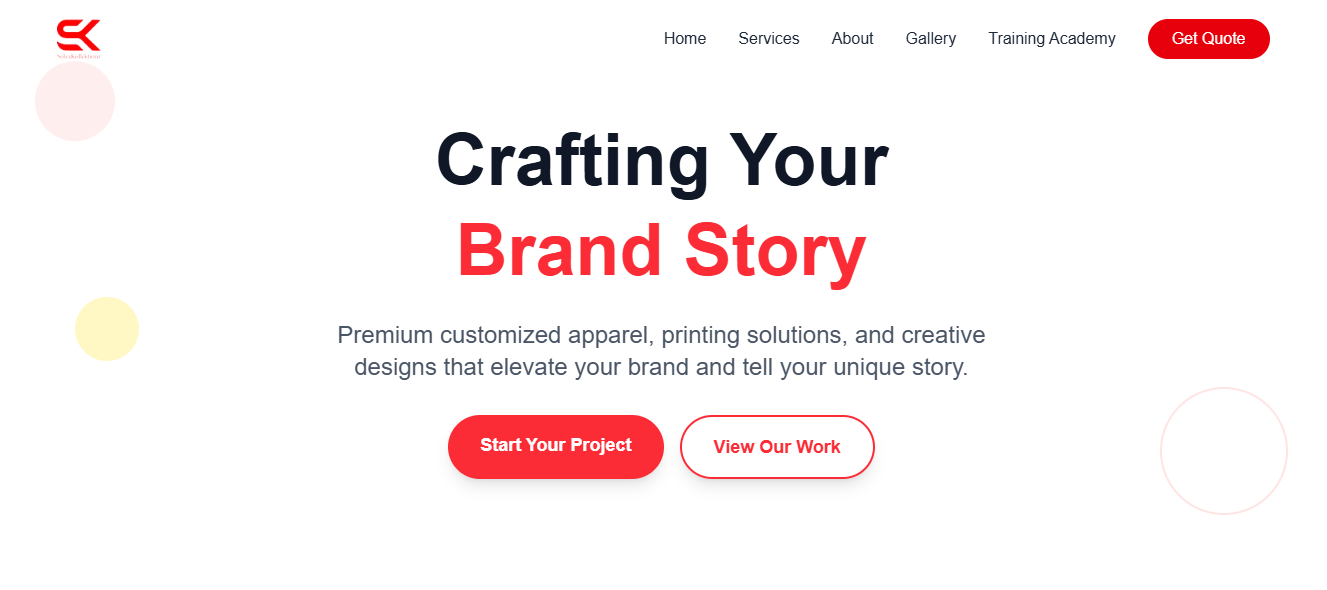 SK
Home
Services
About
Gallery
Training Academy
Get Quote
Crafting Your
Brand Story
Premium customized apparel, printing solutions, and creative
designs that elevate your brand and tell your unique story.
Start Your Project
View Our Work